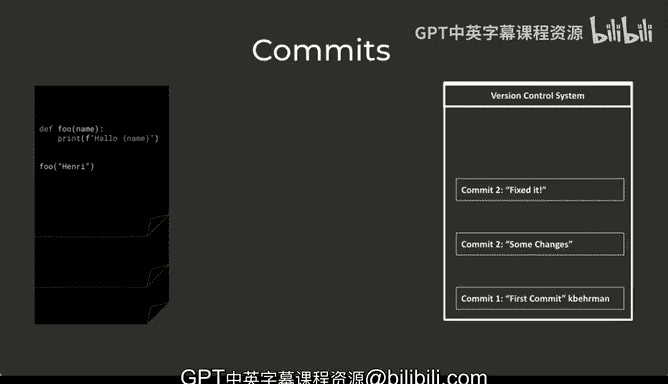 GPT中英字幕课程资源 bilibili
Commits
def foo(name):
    print(f"Hallo {name}")
foo("Henri")
Version Control System
Commit 2: "Fixed it!"
Commit 2: "Some Changes"
Commit 1: "First Commit" kbehrman
GPT中英字幕课程资源@bilibili.com